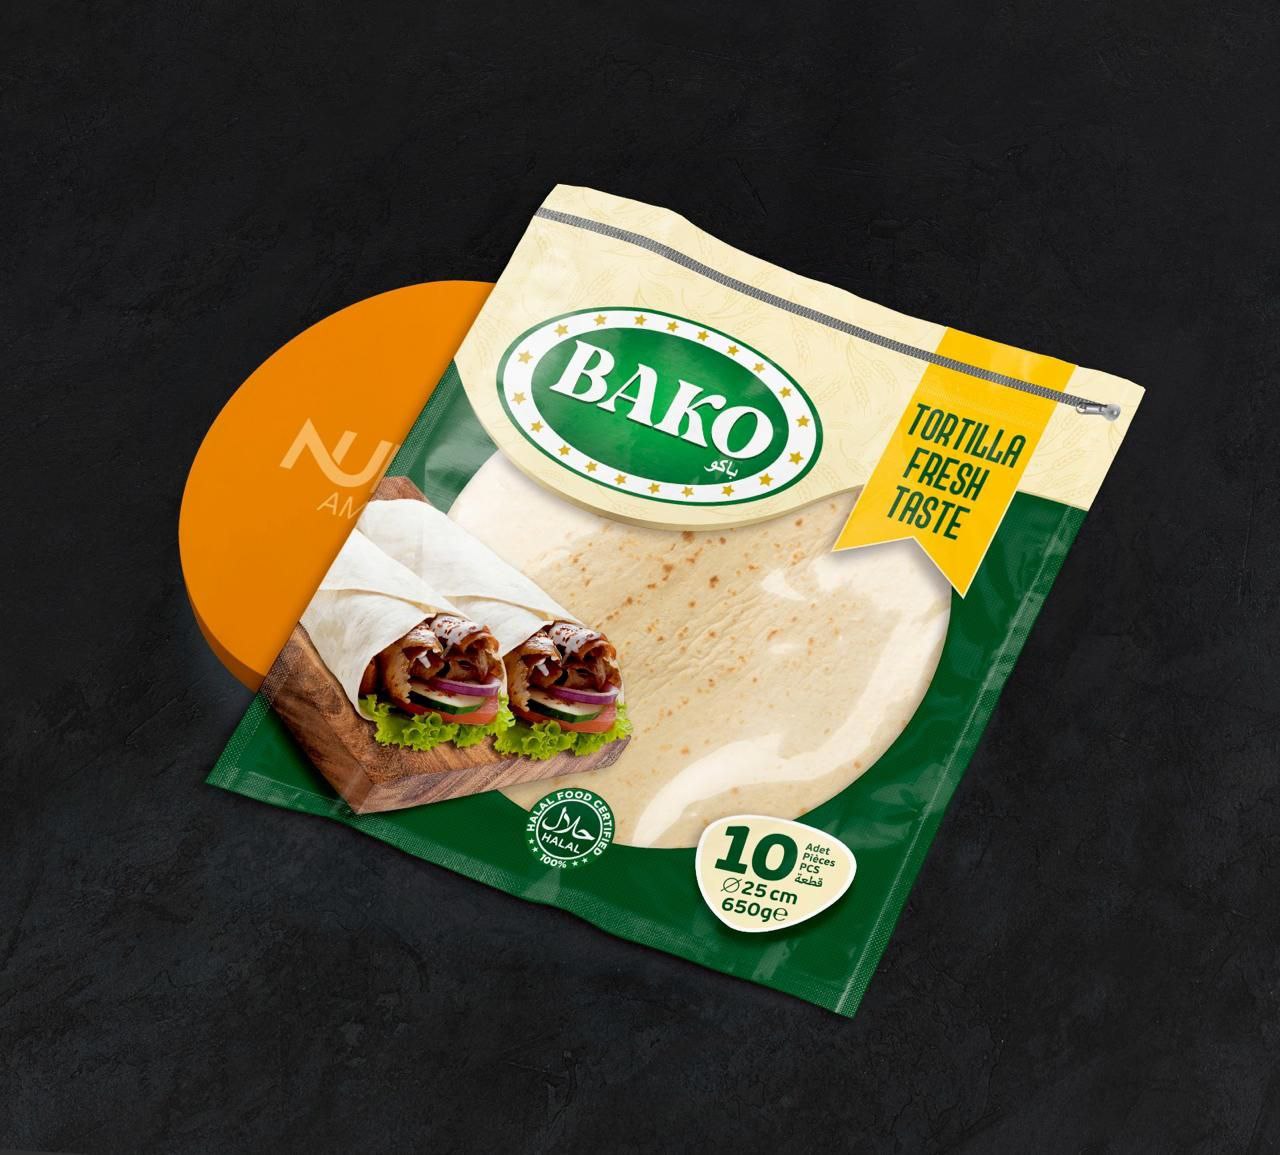 BAKO
باكو
TORTILLA
FRESH
TASTE
HALAL FOOD CERTIFIED
حلال
HALAL
100%
10
Adet
Pièces
PCS
قطعة
Ø 25 cm
650g℮